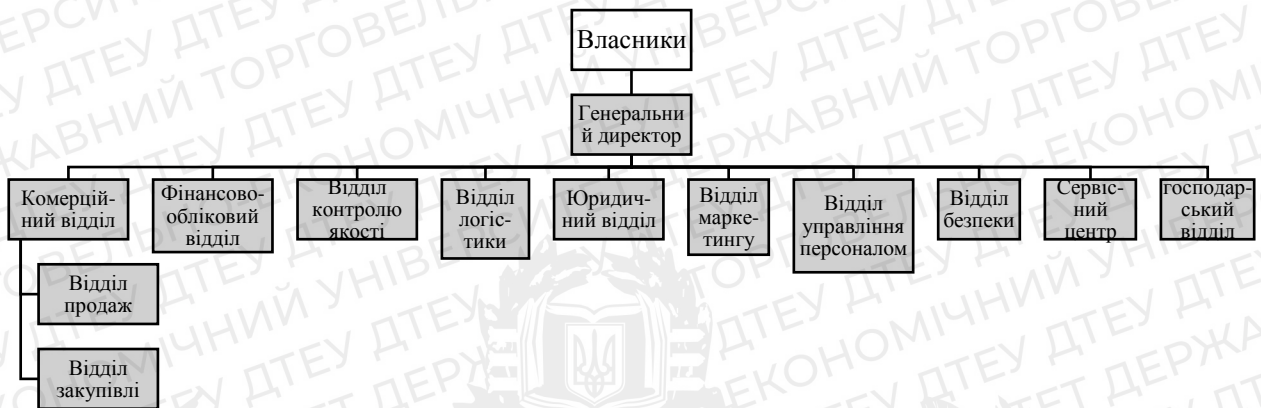 Власники
Генеральни
й директор
Комерцій-
ний відділ
Фінансово-
обліковий
відділ
Відділ
контролю
якості
Відділ
логіс-
тики
Юридич-
ний відділ
Відділ
марке-
тингу
Відділ
управління
персоналом
Відділ
безпеки
Сервіс-
ний
центр
господар-
ський
відділ
Відділ
продаж
Відділ
закупівлі